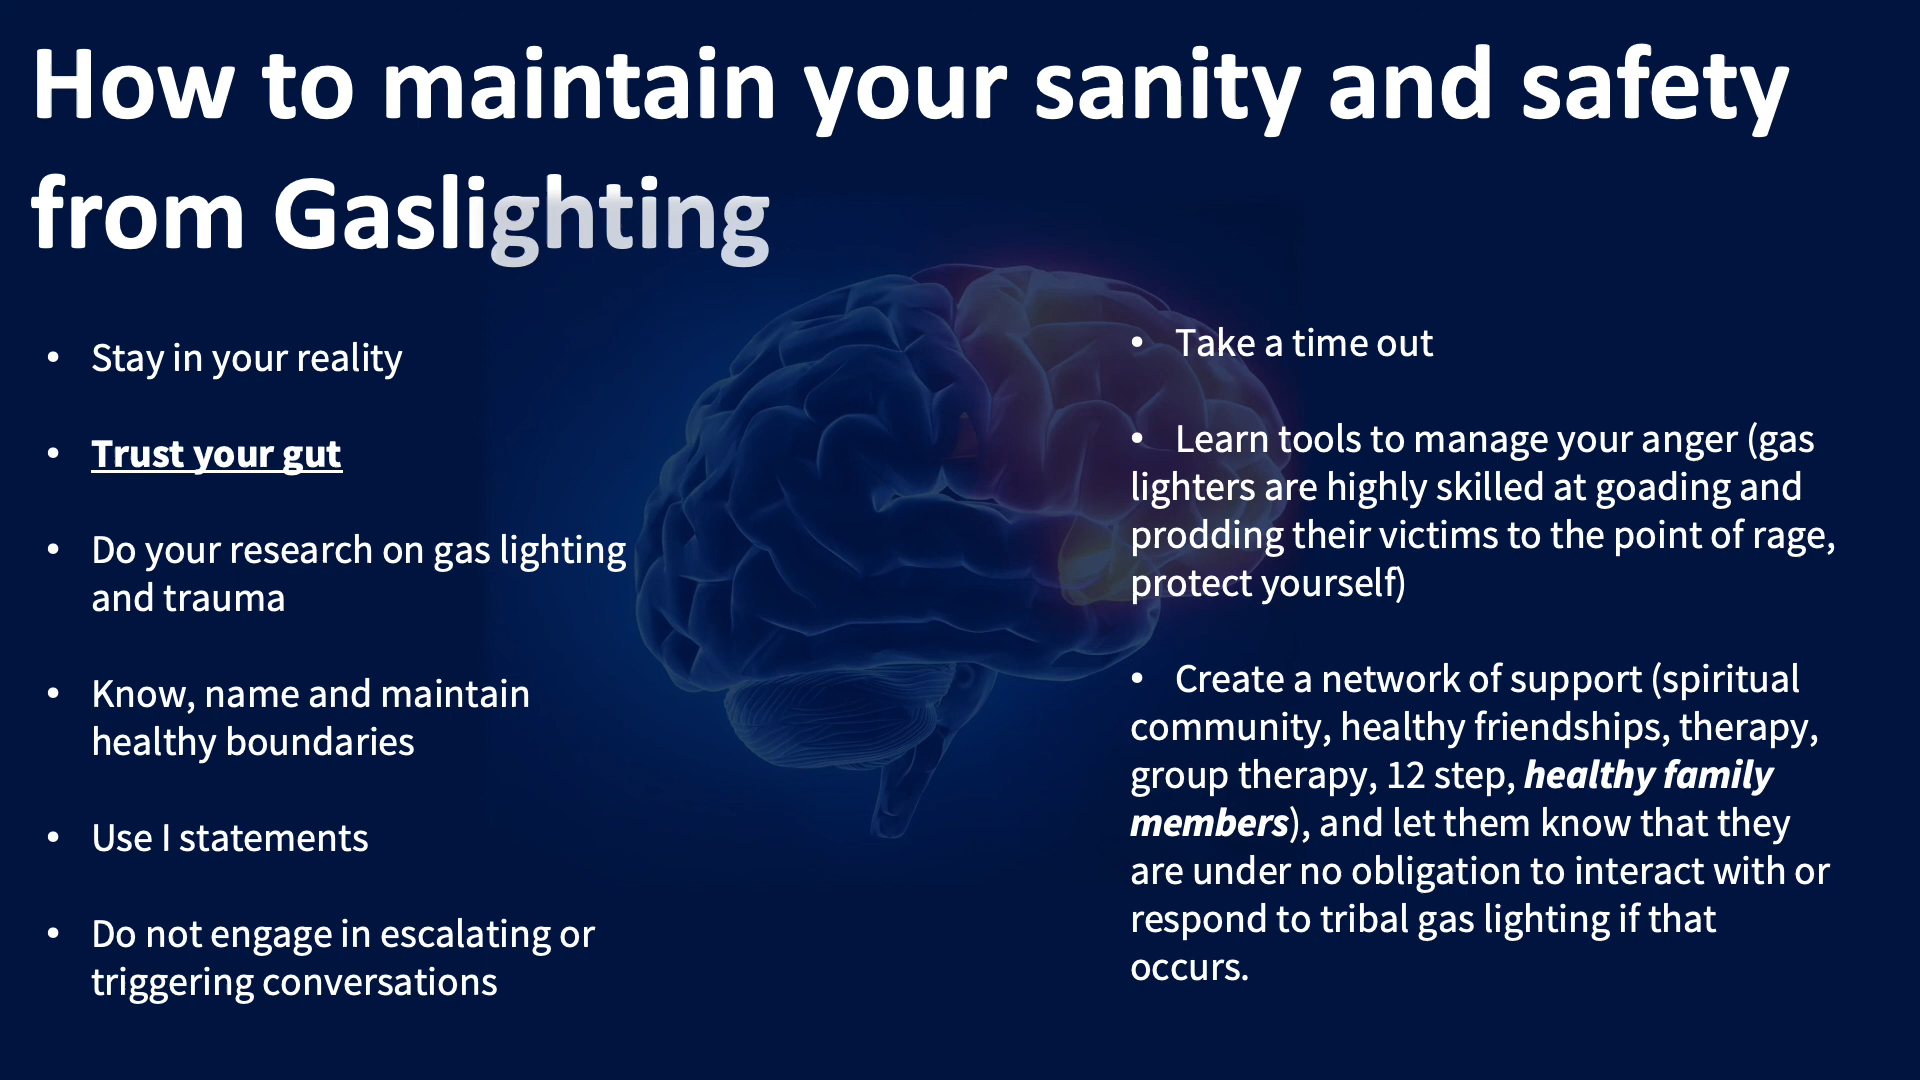 How to maintain your sanity and safety
from Gaslighting
• Stay in your reality
• Trust your gut
• Do your research on gas lighting
and trauma
• Know, name and maintain
healthy boundaries
• Use I statements
• Do not engage in escalating or
triggering conversations
• Take a time out
• Learn tools to manage your anger (gas
lighters are highly skilled at goading and
prodding their victims to the point of rage,
protect yourself)
• Create a network of support (spiritual
community, healthy friendships, therapy,
group therapy, 12 step, healthy family
members), and let them know that they
are under no obligation to interact with or
respond to tribal gas lighting if that
occurs.